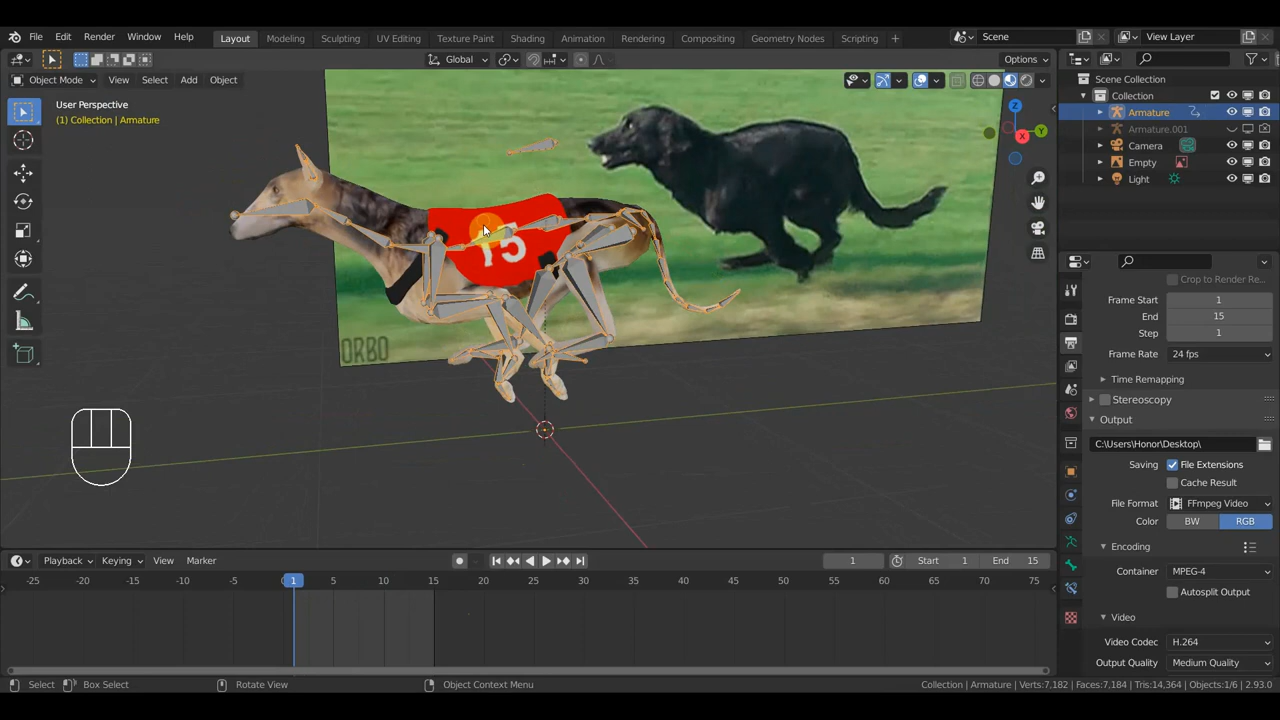 File Edit Render Window Help Layout Modeling Sculpting UV Editing Texture Paint Shading Animation Rendering Compositing Geometry Nodes Scripting Scene View Layer
Global Options
Object Mode View Select Add Object
User Perspective
(1) Collection | Armature
Scene Collection
Collection
Armature
Armature.001
Camera
Empty
Light
Z
Y
X
15
ORBO
Crop to Render Re...
Frame Start 1
End 15
Step 1
Frame Rate 24 fps
Time Remapping
Stereoscopy
Output
C:\Users\Honor\Desktop\
Saving File Extensions
Cache Result
File Format FFmpeg Video
Color BW RGB
Encoding
Container MPEG-4
Autosplit Output
Video
Video Codec H.264
Output Quality Medium Quality
Playback Keying View Marker 1 Start 1 End 15
-25 -20 -15 -10 -5 1 5 10 15 20 25 30 35 40 45 50 55 60 65 70 75
Select Box Select Rotate View Object Context Menu Collection | Armature | Verts:7,182 | Faces:7,184 | Tris:14,364 | Objects:1/6 | 2.93.0